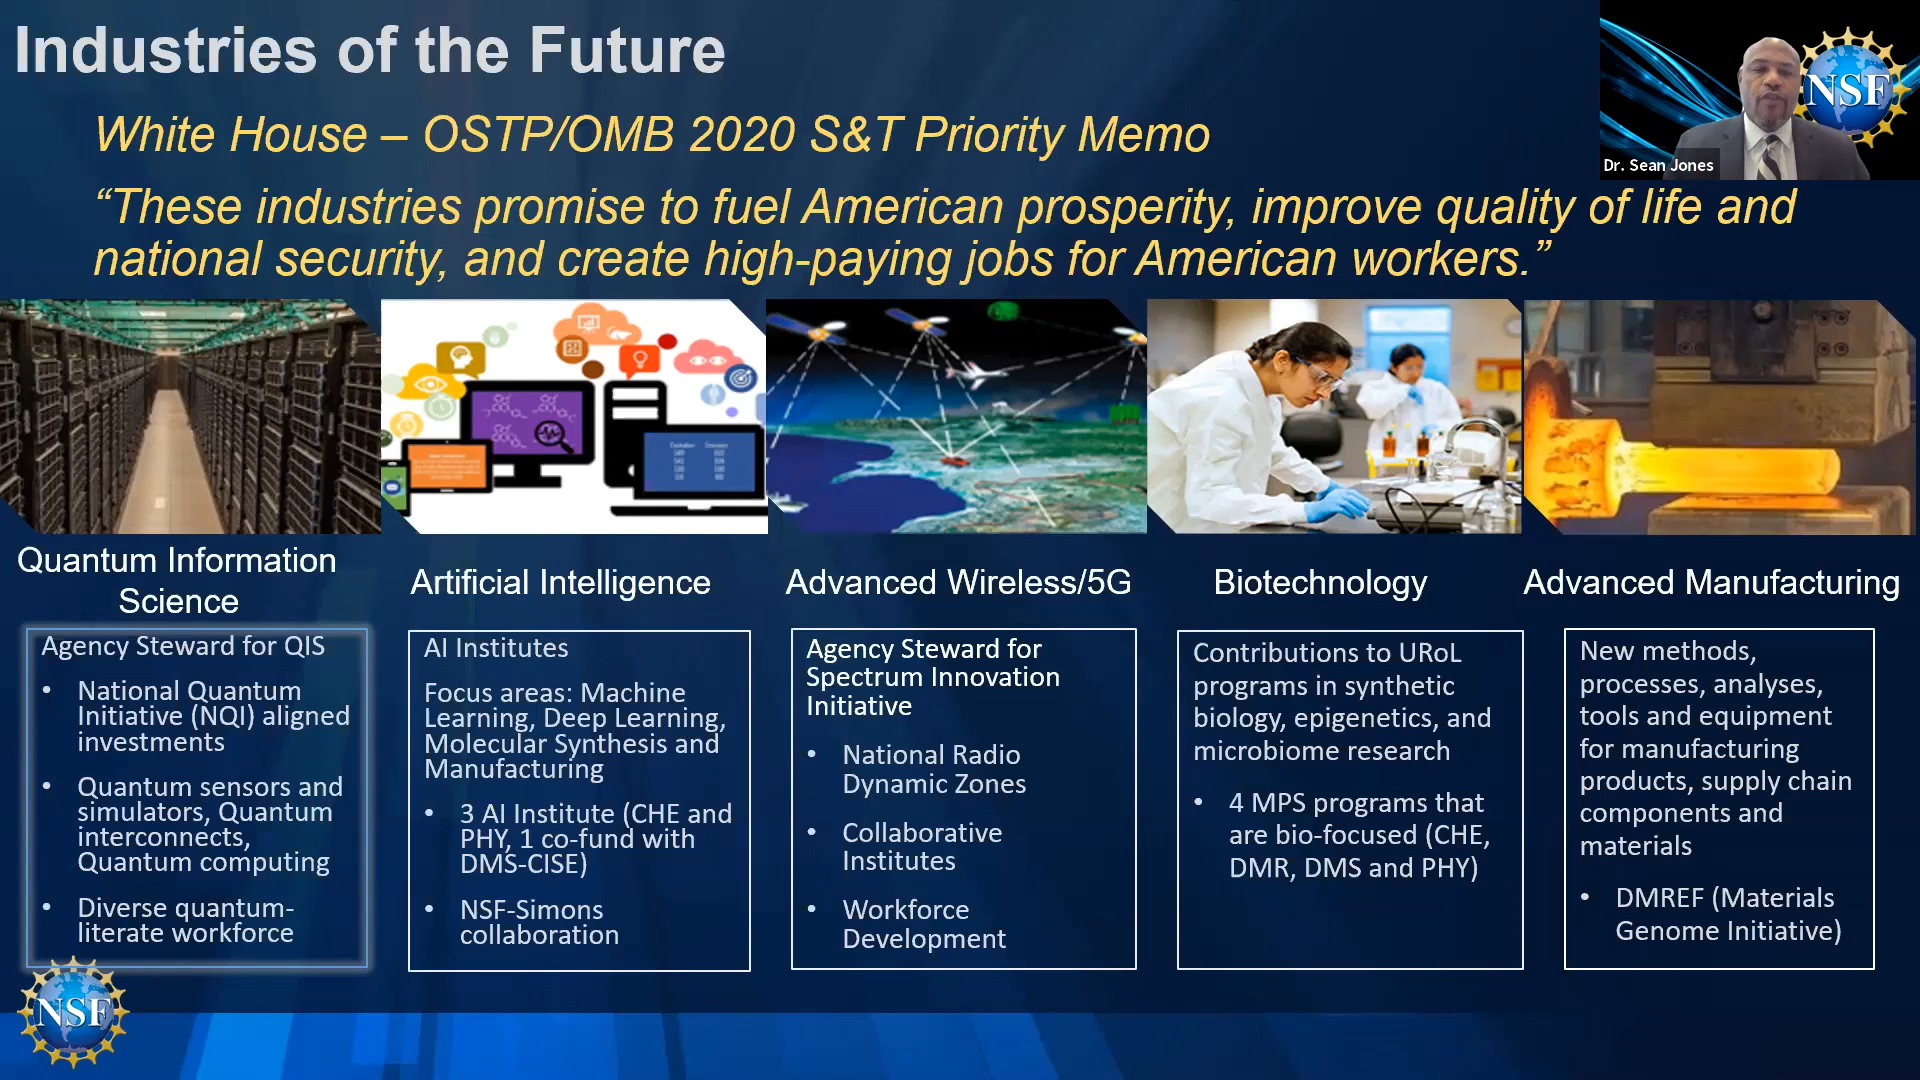 Industries of the Future
White House – OSTP/OMB 2020 S&T Priority Memo
“These industries promise to fuel American prosperity, improve quality of life and
national security, and create high-paying jobs for American workers.”
NSF
Dr. Sean Jones
Quantum Information
Science
Agency Steward for QIS
• National Quantum
Initiative (NQI) aligned
investments
• Quantum sensors and
simulators, Quantum
interconnects,
Quantum computing
• Diverse quantum-
literate workforce
Artificial Intelligence
AI Institutes
Focus areas: Machine
Learning, Deep Learning,
Molecular Synthesis and
Manufacturing
• 3 AI Institute (CHE and
PHY, 1 co-fund with
DMS-CISE)
• NSF-Simons
collaboration
Advanced Wireless/5G
Agency Steward for
Spectrum Innovation
Initiative
• National Radio
Dynamic Zones
• Collaborative
Institutes
• Workforce
Development
Biotechnology
Contributions to URoL
programs in synthetic
biology, epigenetics, and
microbiome research
• 4 MPS programs that
are bio-focused (CHE,
DMR, DMS and PHY)
Advanced Manufacturing
New methods,
processes, analyses,
tools and equipment
for manufacturing
products, supply chain
components and
materials
• DMREF (Materials
Genome Initiative)
NSF